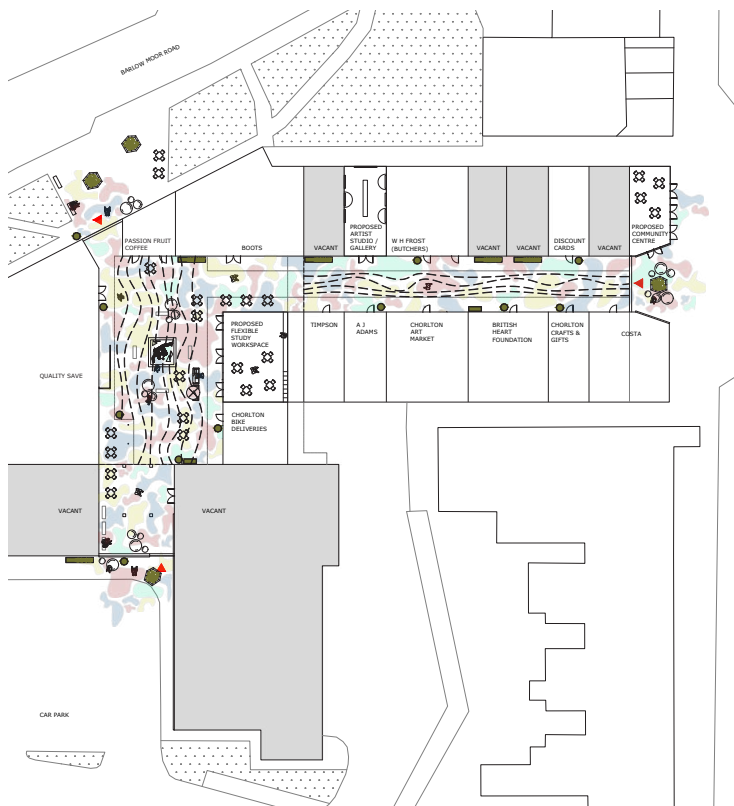 BARLOW MOOR ROAD
PASSION FRUIT
COFFEE
BOOTS
VACANT
PROPOSED
ARTIST
STUDIO /
GALLERY
W H FROST
(BUTCHERS)
VACANT
VACANT
DISCOUNT
CARDS
VACANT
PROPOSED
COMMUNITY
CENTRE
PROPOSED
FLEXIBLE
STUDY
WORKSPACE
TIMPSON
A J
ADAMS
CHORLTON
ART
MARKET
BRITISH
HEART
FOUNDATION
CHORLTON
CRAFTS &
GIFTS
COSTA
QUALITY SAVE
CHORLTON
BIKE
DELIVERIES
VACANT
VACANT
CAR PARK